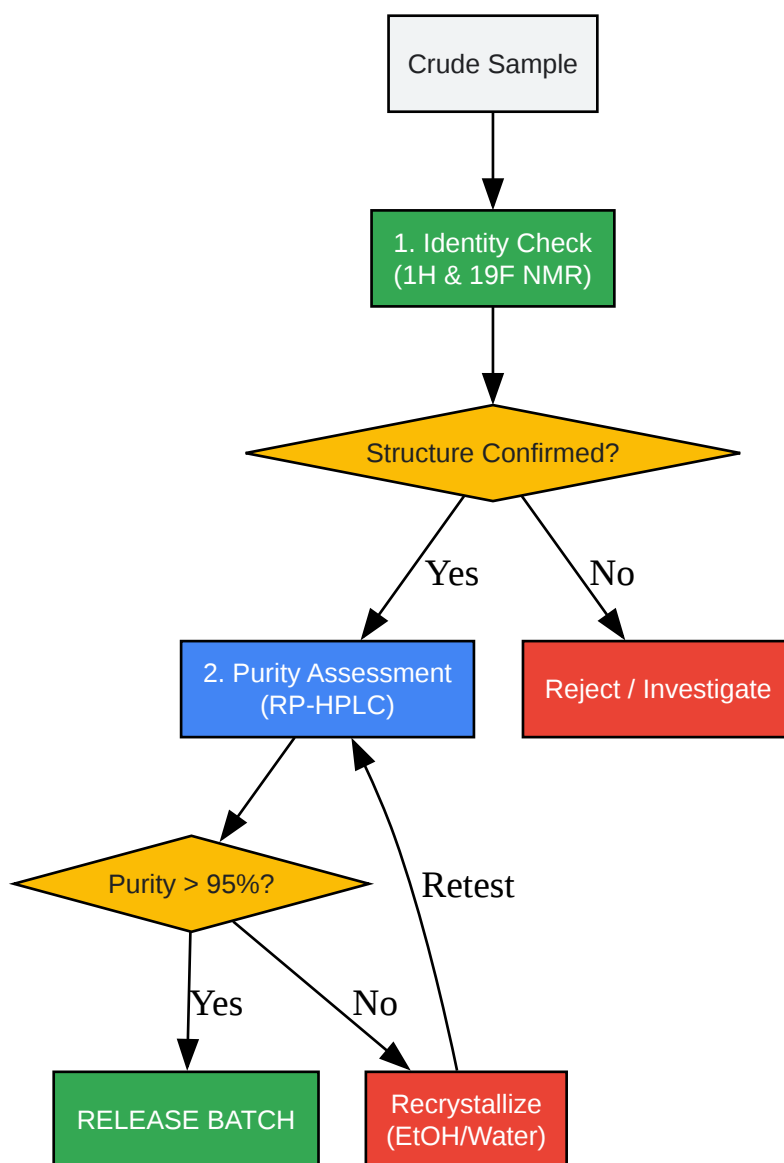 Crude Sample
1. Identity Check
(1H & 19F NMR)
Structure Confirmed?
Yes
No
2. Purity Assessment
(RP-HPLC)
Reject / Investigate
Purity > 95%?
Retest
Yes
No
RELEASE BATCH
Recrystallize
(EtOH/Water)